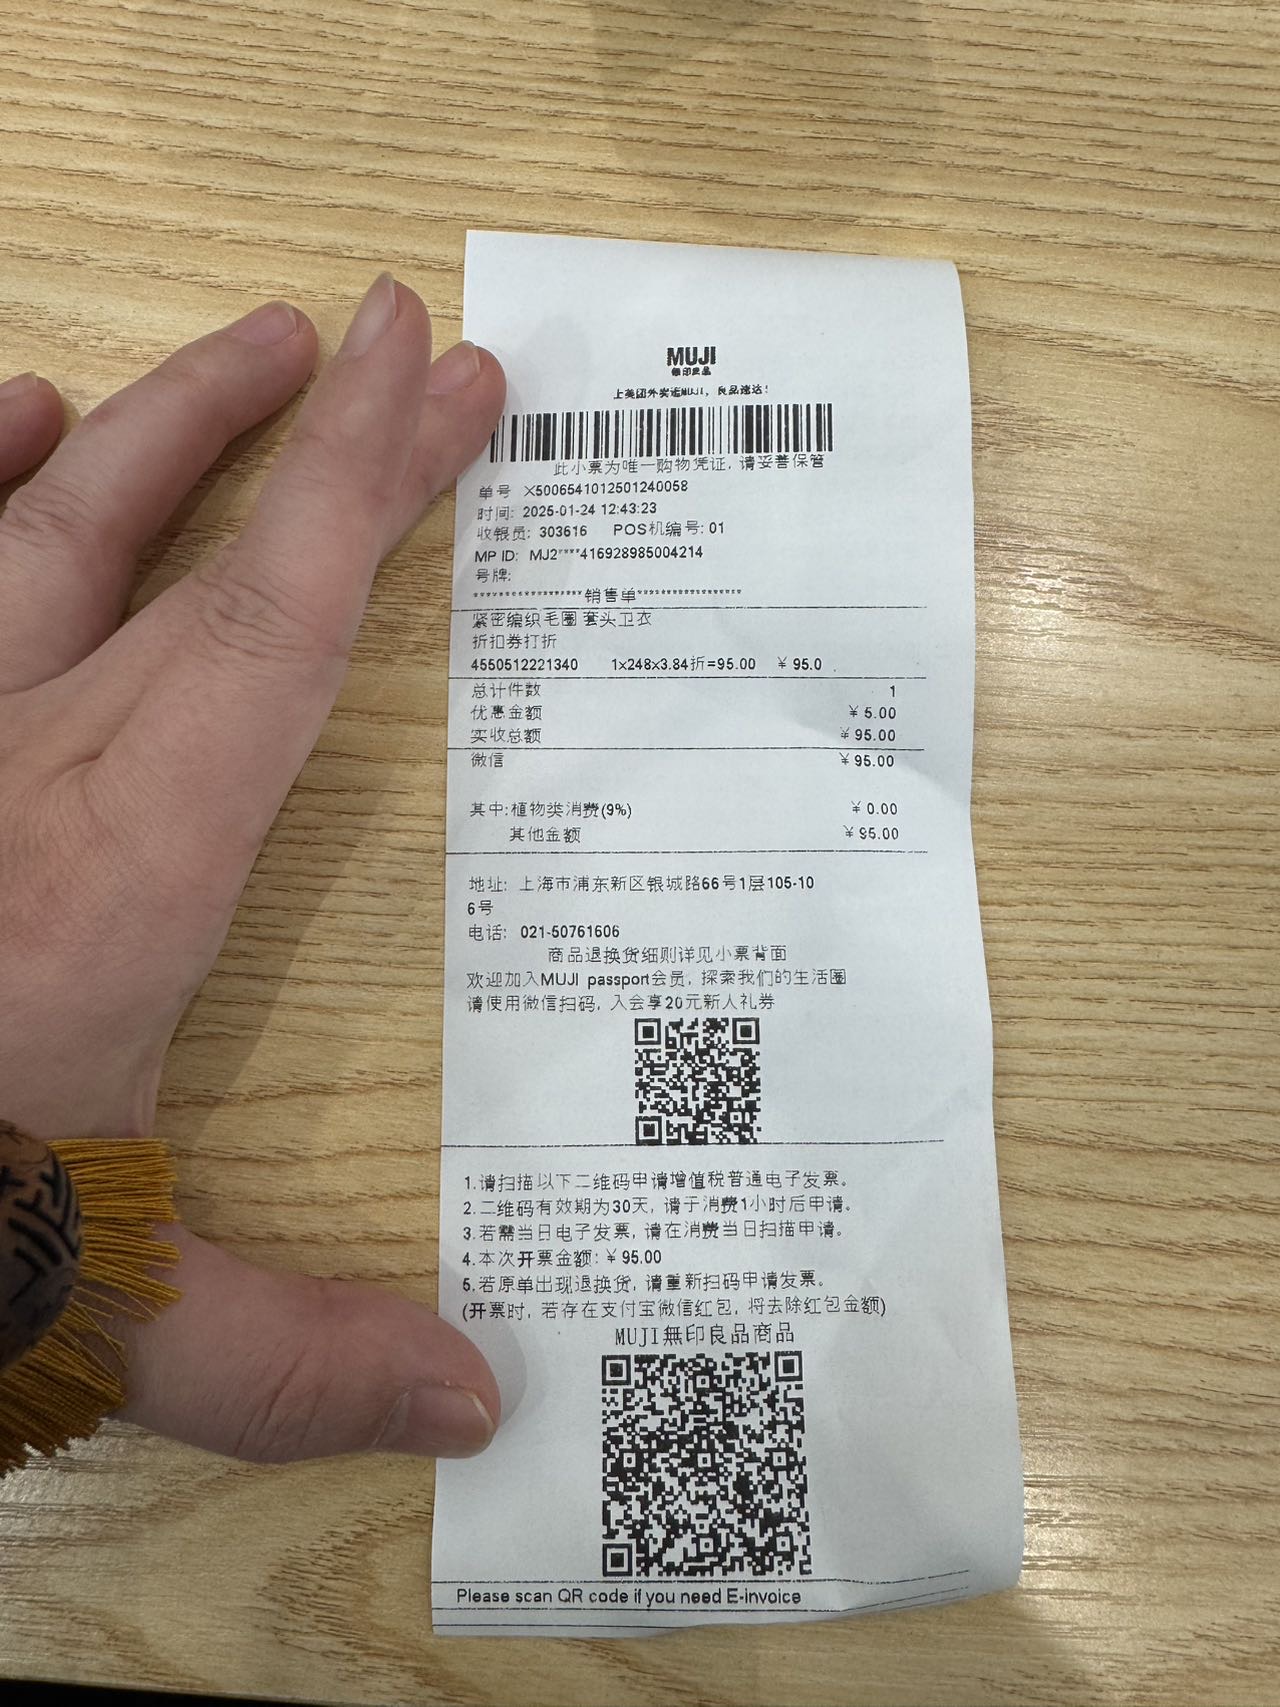 MUJI
無印良品
上美团外卖逛MUJI，良品速达！
此小票为唯一购物凭证，请妥善保管
单号 X5006541012501240058
时间: 2025-01-24 12:43:23
收银员: 303616 POS机编号: 01
MP ID: MJ2****416928985004214
号牌:
********************销售单*******************
紧密编织毛圈 套头卫衣
折扣券打折
4550512221340 1x248x3.84折=95.00 ¥ 95.0
总计件数 1
优惠金额 ¥ 5.00
实收总额 ¥ 95.00
微信 ¥ 95.00
其中:植物类消费(9%) ¥ 0.00
其他金额 ¥ 95.00
地址: 上海市浦东新区银城路66号1层105-10
6号
电话: 021-50761606
商品退换货细则详见小票背面
欢迎加入MUJI passport会员，探索我们的生活圈
请使用微信扫码，入会享20元新人礼券
1.请扫描以下二维码申请增值税普通电子发票。
2.二维码有效期为30天，请于消费1小时后申请。
3.若需当日电子发票，请在消费当日扫描申请。
4.本次开票金额: ¥ 95.00
5.若原单出现退换货，请重新扫码申请发票。
(开票时，若存在支付宝微信红包，将去除红包金额)
MUJI無印良品商品
Please scan QR code if you need E-invoice